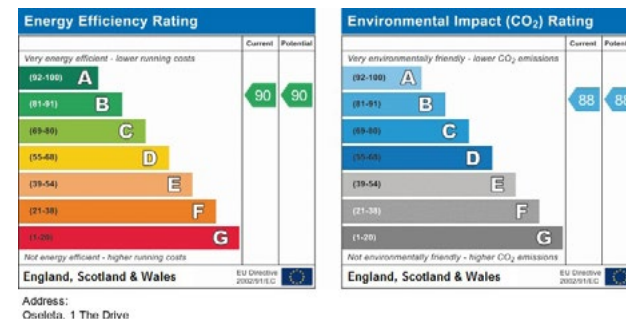 Energy Efficiency Rating
Current Potential
Very energy efficient - lower running costs
(92-100) A
(81-91) B
90 90
(69-80) C
(55-68) D
(39-54) E
(21-38) F
(1-20) G
Not energy efficient - higher running costs
England, Scotland & Wales
EU Directive
2002/91/EC
Environmental Impact (CO₂) Rating
Current Potential
Very environmentally friendly - lower CO₂ emissions
(92-100) A
(81-91) B
88 88
(69-80) C
(55-68) D
(39-54) E
(21-38) F
(1-20) G
Not environmentally friendly - higher CO₂ emissions
England, Scotland & Wales
EU Directive
2002/91/EC
Address:
Oseleta, 1 The Drive